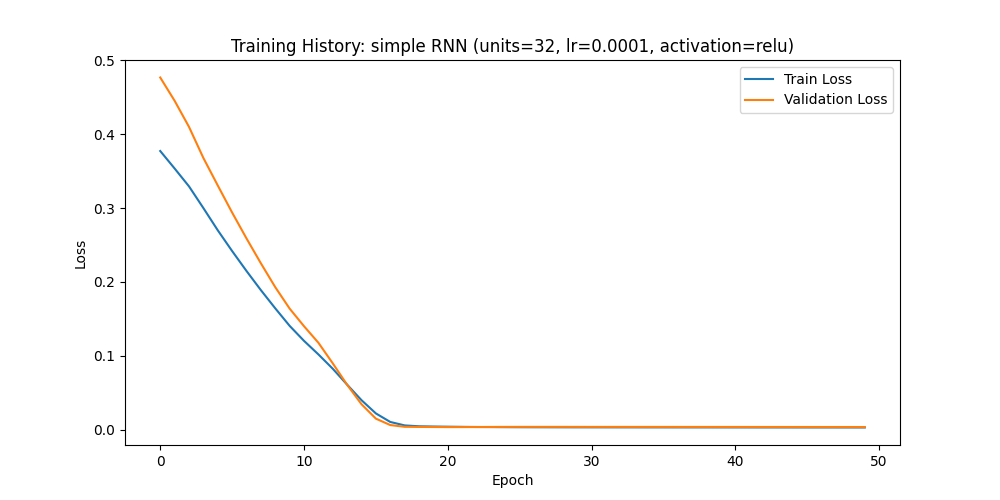 Training History: simple RNN (units=32, lr=0.0001, activation=relu)
Train Loss
Validation Loss
0.5
0.4
0.3
0.2
0.1
0.0
Loss
0 10 20 30 40 50
Epoch